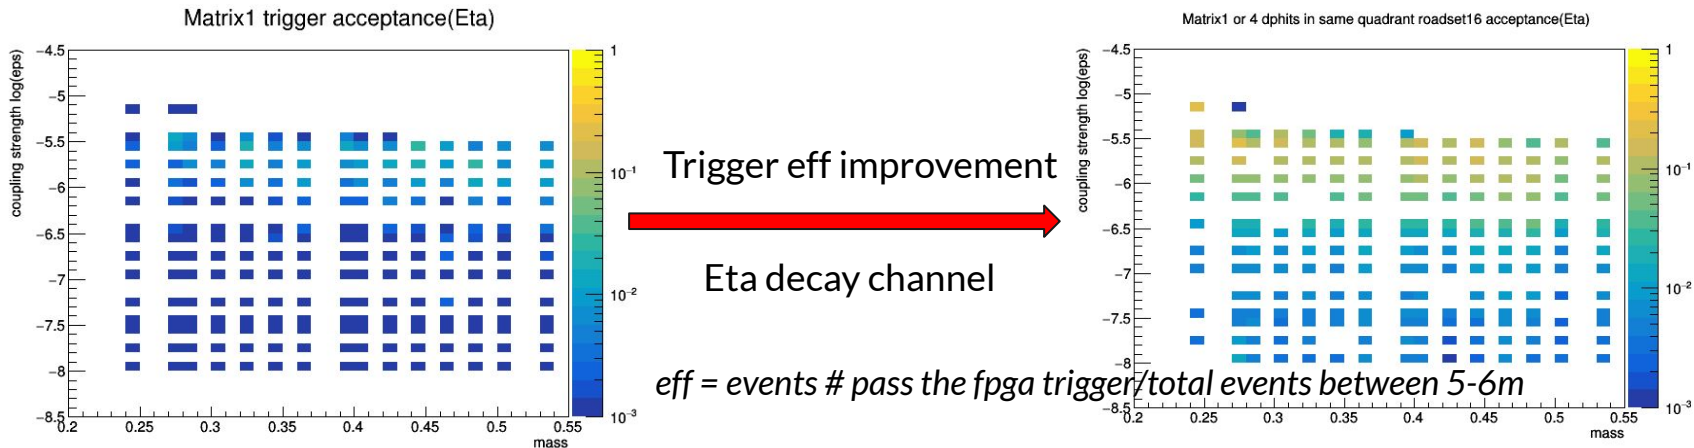 Matrix1 trigger acceptance(Eta)
coupling strength log(eps)
−4.5
−5
−5.5
−6
−6.5
−7
−7.5
−8
−8.5
0.2 0.25 0.3 0.35 0.4 0.45 0.5 0.55
mass
1
10⁻¹
10⁻²
10⁻³
Trigger eff improvement
Eta decay channel
eff = events # pass the fpga trigger/total events between 5-6m
Matrix1 or 4 dphits in same quadrant roadset16 acceptance(Eta)
coupling strength log(eps)
−4.5
−5
−5.5
−6
−6.5
−7
−7.5
−8
−8.5
0.2 0.25 0.3 0.35 0.4 0.45 0.5 0.55
mass
1
10⁻¹
10⁻²
10⁻³